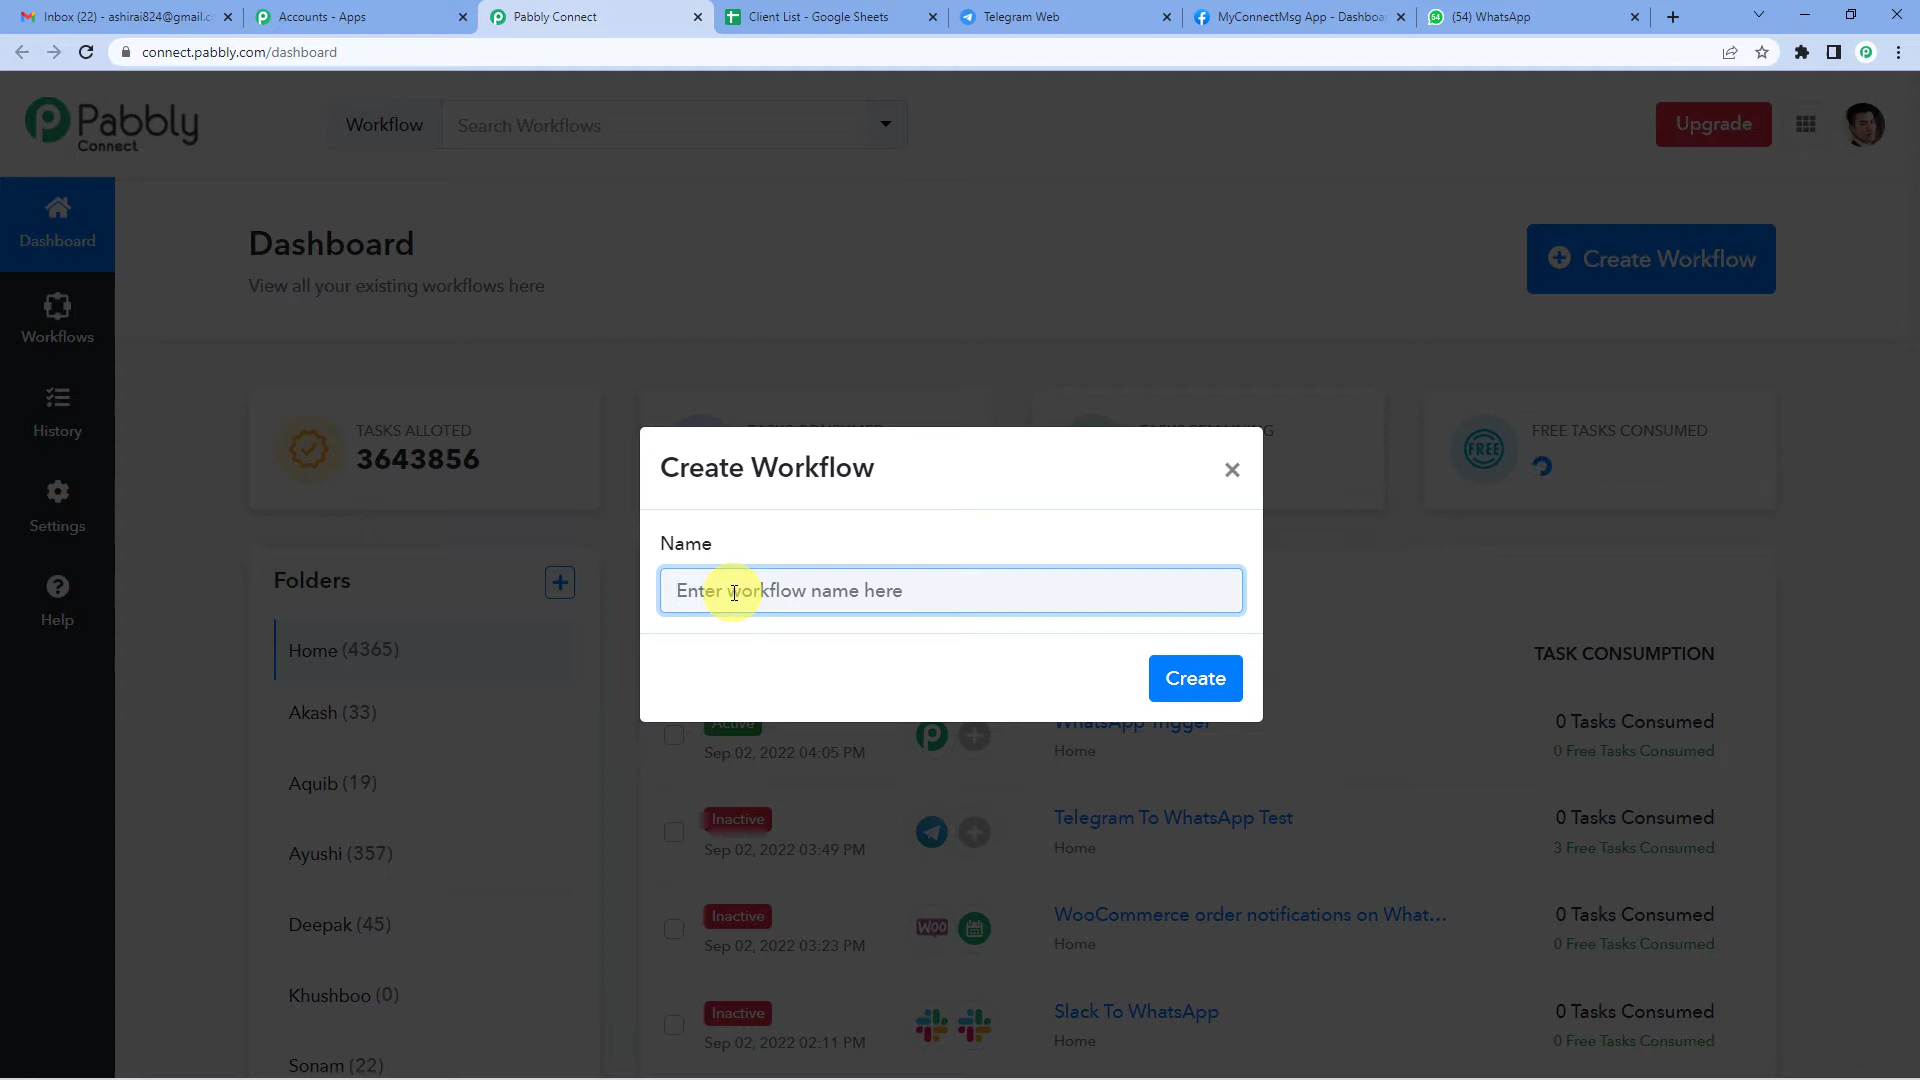 Inbox (22) - ashirai824@gmail.c
Accounts - Apps
Pabbly Connect
Client List - Google Sheets
Telegram Web
MyConnectMsg App - Dashboa
(54) WhatsApp
connect.pabbly.com/dashboard
Pabbly
Connect
Workflow
Search Workflows
Upgrade
Dashboard
Workflows
History
Settings
Help
Dashboard
View all your existing workflows here
Create Workflow
TASKS ALLOTED
3643856
FREE TASKS CONSUMED
FREE
Create Workflow
×
Name
Enter workflow name here
Create
Folders
Home (4365)
Akash (33)
Aquib (19)
Ayushi (357)
Deepak (45)
Khushboo (0)
Sonam (22)
TASK CONSUMPTION
Active
Sep 02, 2022 04:05 PM
WhatsApp Trigger
Home
0 Tasks Consumed
0 Free Tasks Consumed
Inactive
Sep 02, 2022 03:49 PM
Telegram To WhatsApp Test
Home
0 Tasks Consumed
3 Free Tasks Consumed
Inactive
Sep 02, 2022 03:23 PM
Woo
WooCommerce order notifications on What...
Home
0 Tasks Consumed
0 Free Tasks Consumed
Inactive
Sep 02, 2022 02:11 PM
Slack To WhatsApp
Home
0 Tasks Consumed
0 Free Tasks Consumed